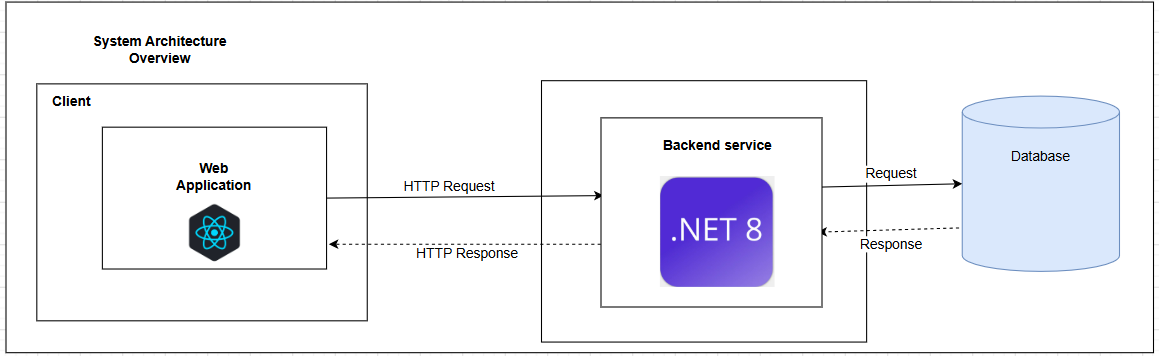 System Architecture
Overview
Client
Web
Application
HTTP Request
HTTP Response
Backend service
.NET 8
Request
Response
Database